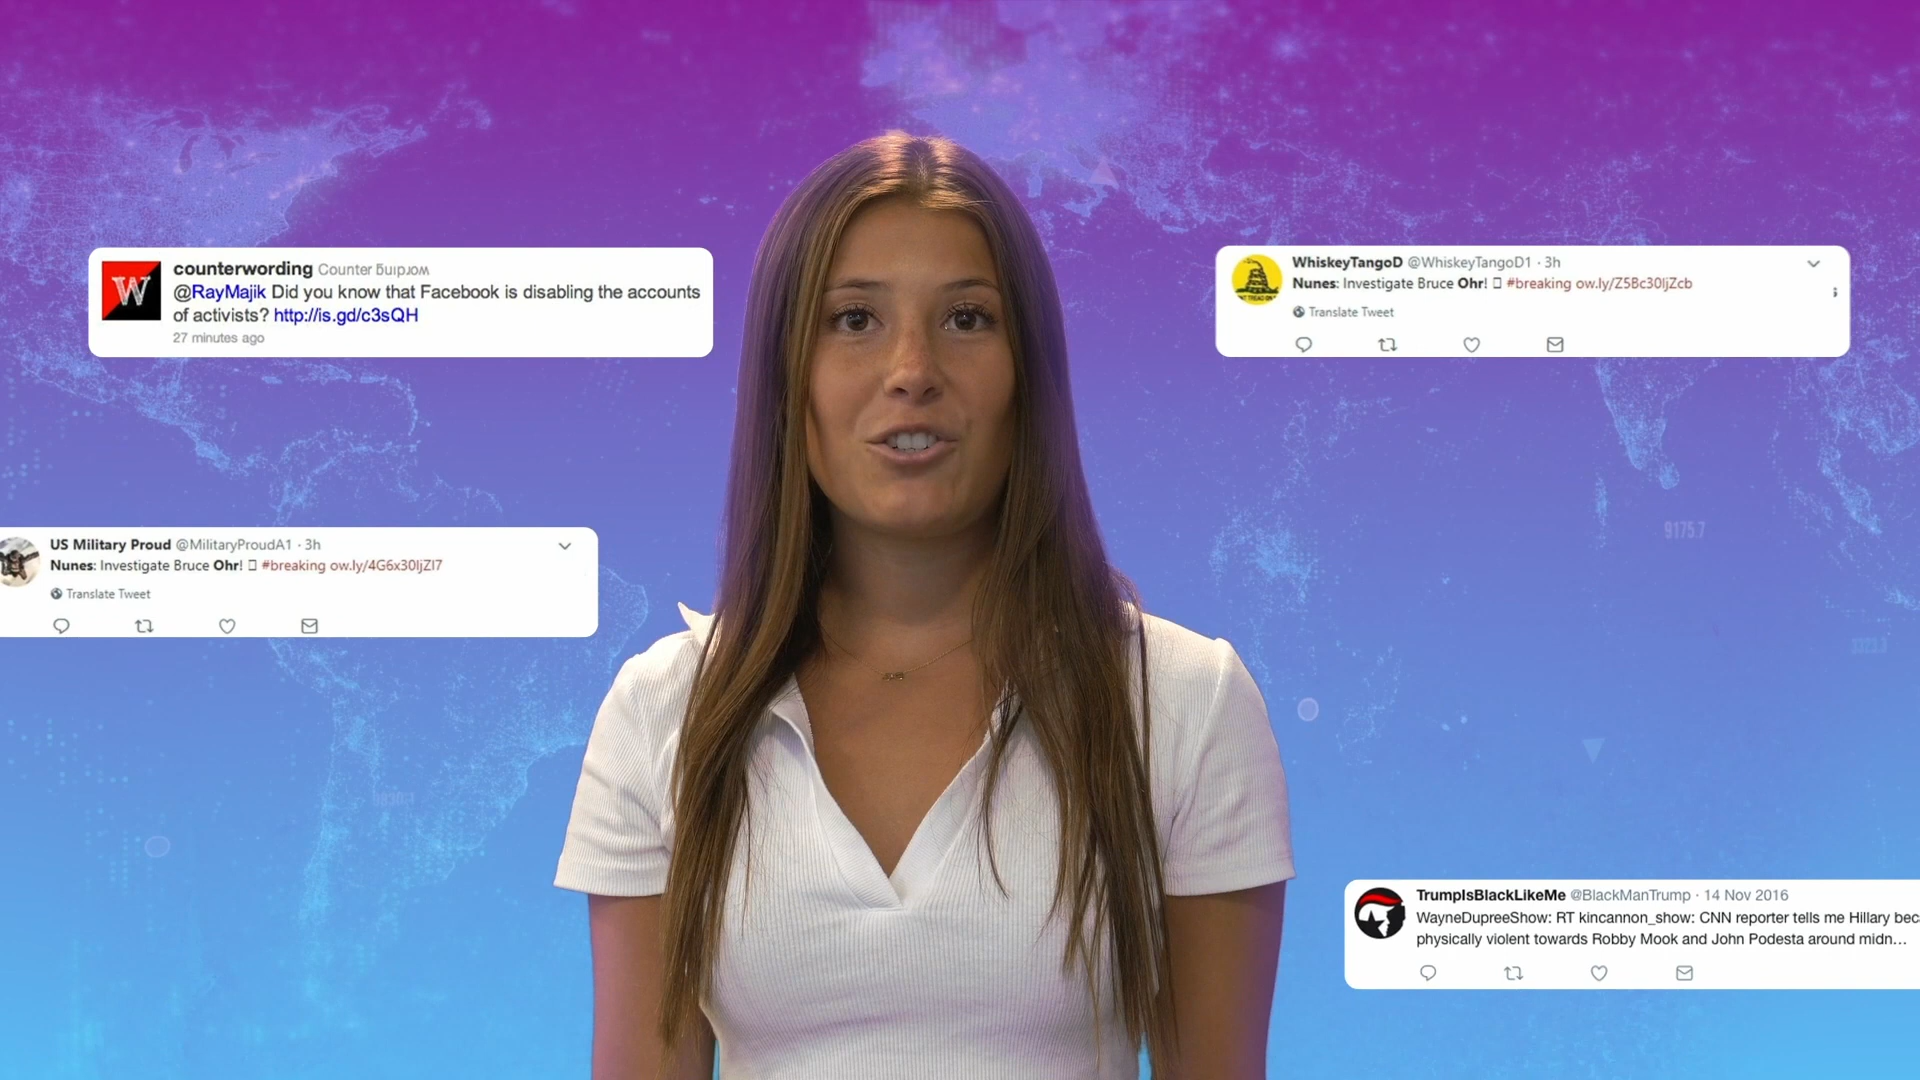 counterwording
@RayMajik Did you know that Facebook is disabling the accounts
of activists? http://is.gd/c3sQH
27 minutes ago
WhiskeyTangoD @WhiskeyTangoD1 · 3h
Nunes: Investigate Bruce Ohr! #breaking ow.ly/Z5Bc30ljZcb
Translate Tweet
US Military Proud @MilitaryProudA1 · 3h
Nunes: Investigate Bruce Ohr! #breaking ow.ly/4G6x30ljZl7
Translate Tweet
9175.7
TrumpIsBlackLikeMe @BlackManTrump · 14 Nov 2016
WayneDupreeShow: RT kincannon_show: CNN reporter tells me Hillary bec
physically violent towards Robby Mook and John Podesta around midn...